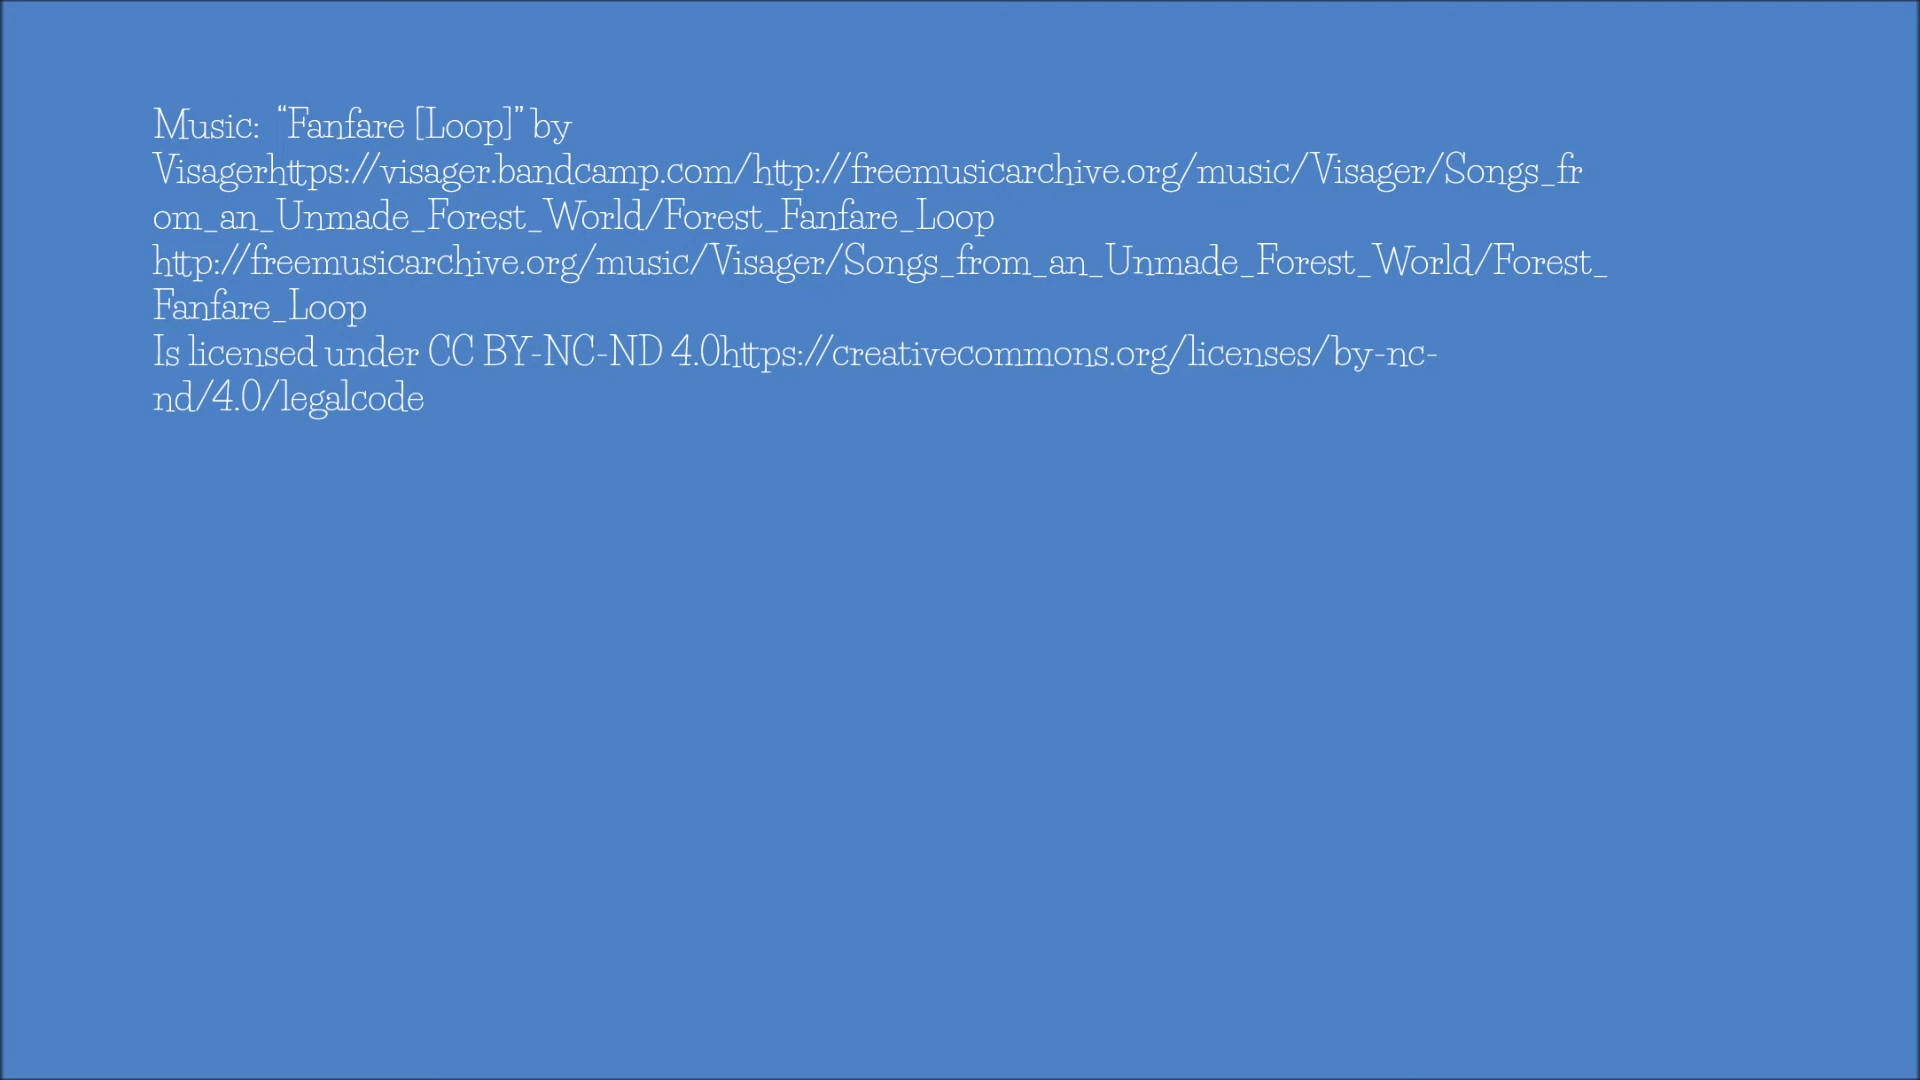 Music:  “Fanfare [Loop]” by
Visagerhttps://visager.bandcamp.com/http://freemusicarchive.org/music/Visager/Songs_fr
om_an_Unmade_Forest_World/Forest_Fanfare_Loop
http://freemusicarchive.org/music/Visager/Songs_from_an_Unmade_Forest_World/Forest_
Fanfare_Loop
Is licensed under CC BY-NC-ND 4.0https://creativecommons.org/licenses/by-nc-
nd/4.0/legalcode